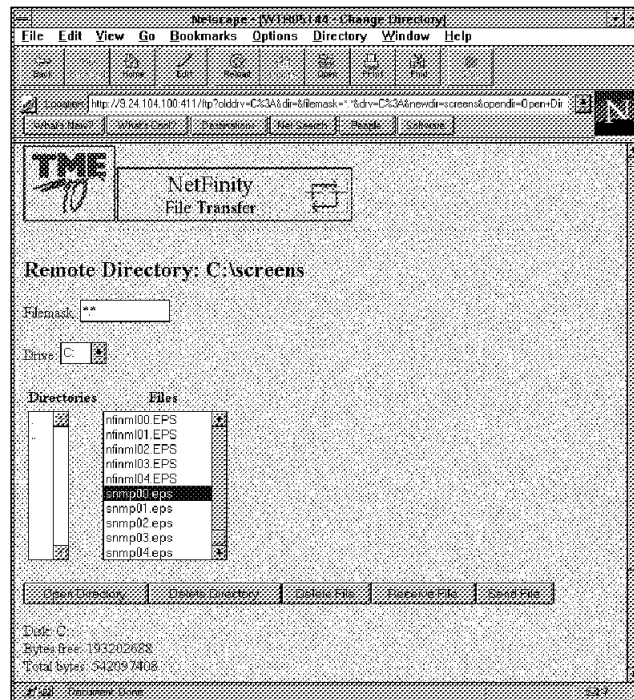 Netscape - [WTR05144 - Change Directory]
File Edit View Go Bookmarks Options Directory Window Help
Back Home Edit Reload Open Print Find
Location: http://9.24.104.100:411/ftp?olddrv=C%3A&dir=&filemask=*.*&drv=C%3A&newdir=screens&opendir=Open+Dir
What's New? What's Cool? Destinations Net Search People Software
N
TME 10
NetFinity
File Transfer
Remote Directory: C:\screens
Filemask: *.*
Drive: C:
Directories Files
. nfinml00.EPS
.. nfinml01.EPS
nfinml02.EPS
nfinml03.EPS
nfinml04.EPS
snmp00.eps
snmp01.eps
snmp02.eps
snmp03.eps
snmp04.eps
Open Directory Delete Directory Delete File Receive File Send File
Disk: C:
Bytes free: 193202688
Total bytes: 542097408
Document: Done